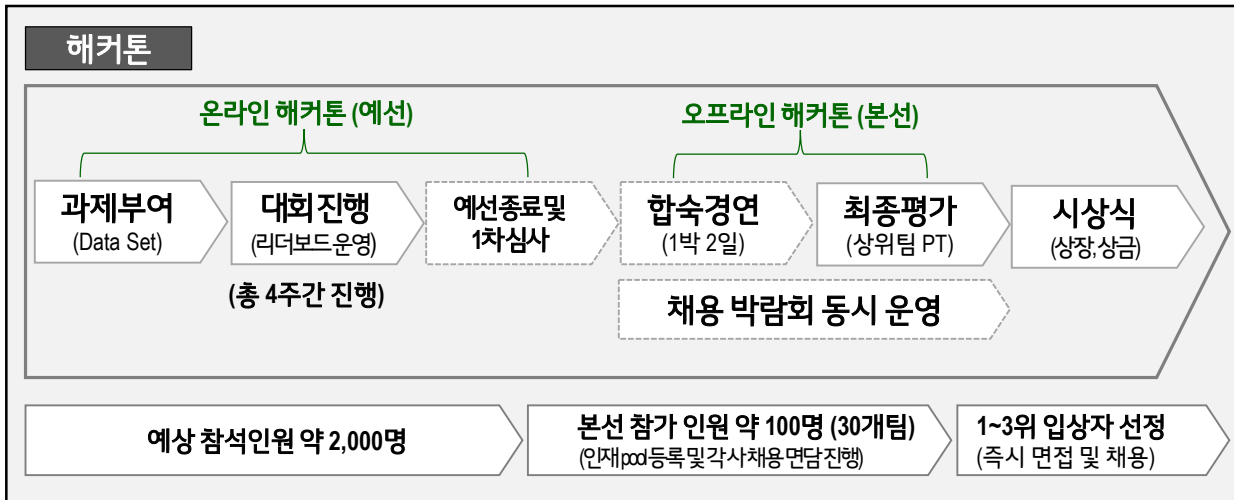 해커톤
온라인 해커톤 (예선)
오프라인 해커톤 (본선)
과제부여
(Data Set)
대회진행
(리더보드운영)
예선종료및
1차심사
합숙경연
(1박 2일)
최종평가
(상위팀 PT)
시상식
(상장,상금)
(총 4주간 진행)
채용 박람회 동시 운영
예상 참석인원 약 2,000명
본선 참가 인원 약 100명 (30개팀)
(인재pool등록및각사채용면담진행)
1~3위 입상자 선정
(즉시 면접 및 채용)